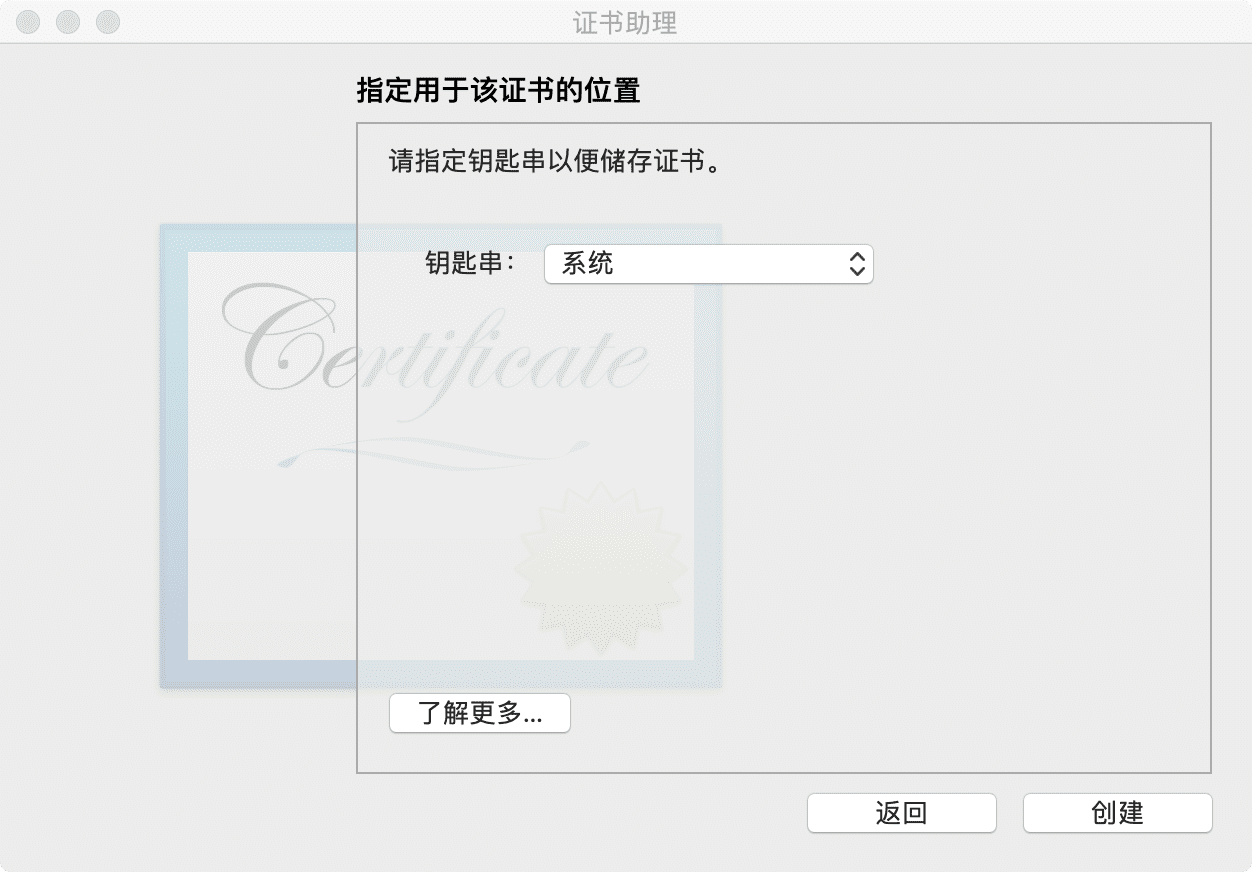 证书助理
指定用于该证书的位置
请指定钥匙串以便储存证书。
钥匙串：
系统
Certificate
了解更多...
返回
创建